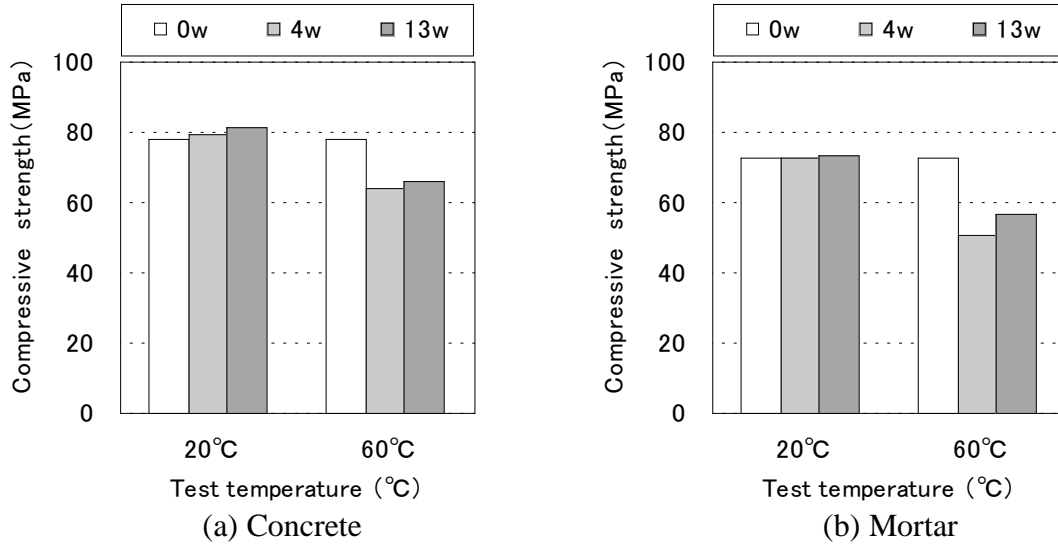 0w 4w 13w
Compressive strength(MPa)
100
80
60
40
20
0
20℃ 60℃
Test temperature (℃)
(a) Concrete
0w 4w 13w
Compressive strength(MPa)
100
80
60
40
20
0
20℃ 60℃
Test temperature (℃)
(b) Mortar